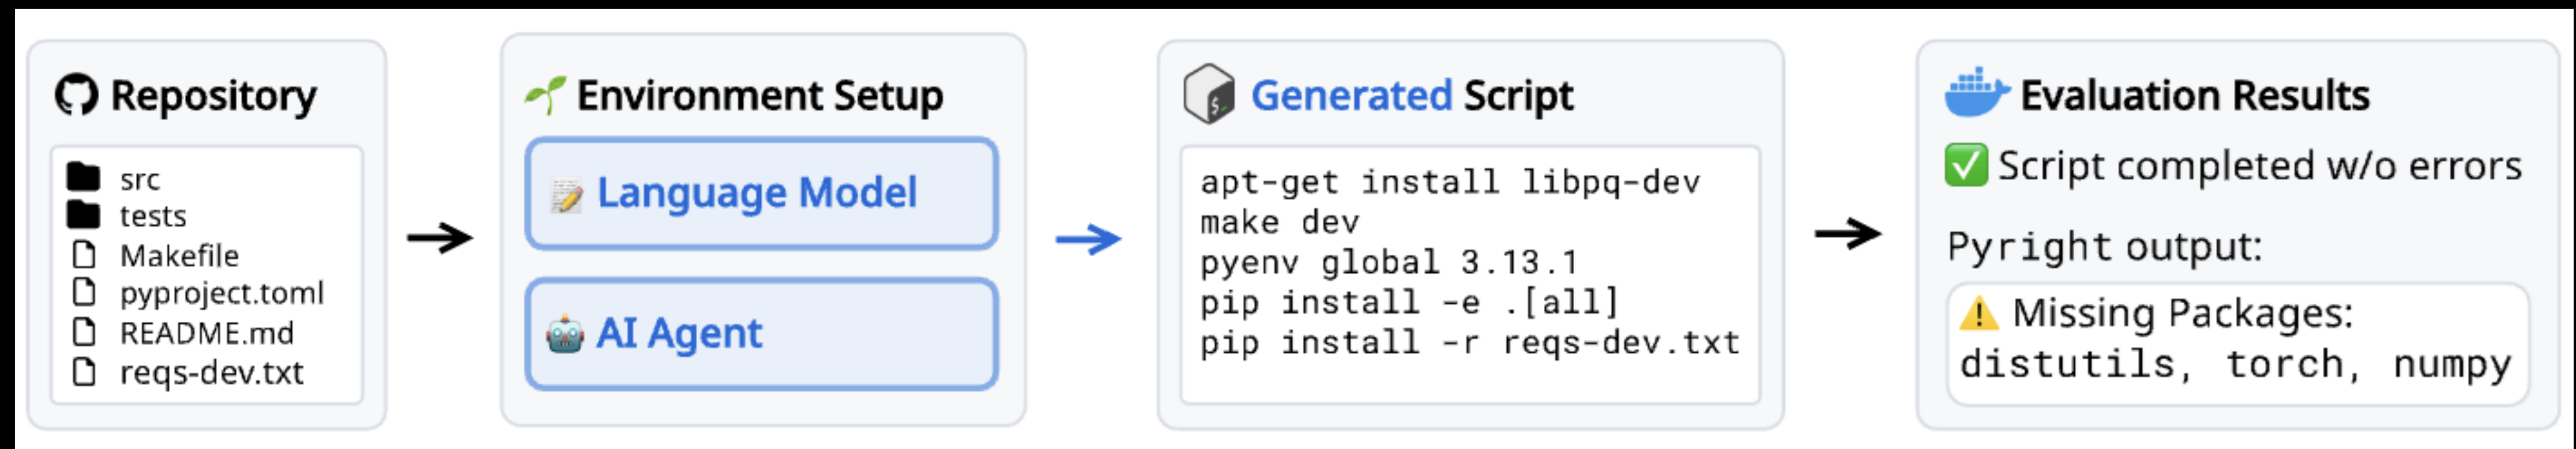 Repository
src
tests
Makefile
pyproject.toml
README.md
reqs-dev.txt
Environment Setup
Language Model
AI Agent
$_
Generated Script
apt-get install libpq-dev
make dev
pyenv global 3.13.1
pip install -e .[all]
pip install -r reqs-dev.txt
Evaluation Results
Script completed w/o errors
Pyright output:
Missing Packages:
distutils, torch, numpy